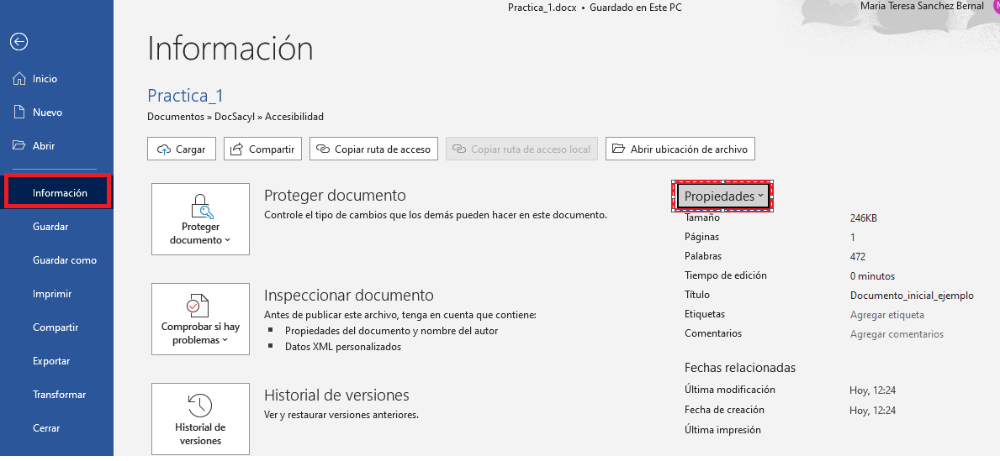 Practica_1.docx • Guardado en Este PC
Maria Teresa Sanchez Bernal
Inicio
Nuevo
Abrir
Información
Guardar
Guardar como
Imprimir
Compartir
Exportar
Transformar
Cerrar
Información
Practica_1
Documentos » DocSacyl » Accesibilidad
Cargar
Compartir
Copiar ruta de acceso
Copiar ruta de acceso local
Abrir ubicación de archivo
Proteger
documento
Proteger documento
Controle el tipo de cambios que los demás pueden hacer en este documento.
Comprobar si hay
problemas
Inspeccionar documento
Antes de publicar este archivo, tenga en cuenta que contiene:
Propiedades del documento y nombre del autor
Datos XML personalizados
Historial de
versiones
Historial de versiones
Ver y restaurar versiones anteriores.
Propiedades
Tamaño 246KB
Páginas 1
Palabras 472
Tiempo de edición 0 minutos
Título Documento_inicial_ejemplo
Etiquetas Agregar etiqueta
Comentarios Agregar comentarios
Fechas relacionadas
Última modificación Hoy, 12:24
Fecha de creación Hoy, 12:24
Última impresión